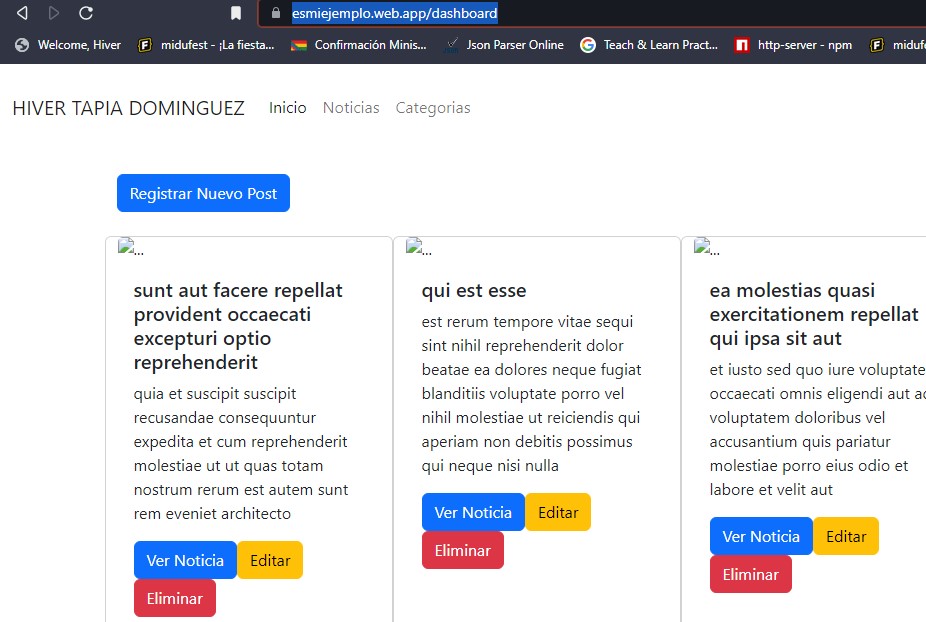 esmiejemplo.web.app/dashboard
Welcome, Hiver midufest - ¡La fiesta... Confirmación Minis... Json Parser Online Teach & Learn Pract... http-server - npm midufe
HIVER TAPIA DOMINGUEZ Inicio Noticias Categorias
Registrar Nuevo Post
...
sunt aut facere repellat
provident occaecati
excepturi optio
reprehenderit
quia et suscipit suscipit
recusandae consequuntur
expedita et cum reprehenderit
molestiae ut ut quas totam
nostrum rerum est autem sunt
rem eveniet architecto
Ver Noticia Editar
Eliminar
...
qui est esse
est rerum tempore vitae sequi
sint nihil reprehenderit dolor
beatae ea dolores neque fugiat
blanditiis voluptate porro vel
nihil molestiae ut reiciendis qui
aperiam non debitis possimus
qui neque nisi nulla
Ver Noticia Editar
Eliminar
...
ea molestias quasi
exercitationem repellat
qui ipsa sit aut
et iusto sed quo iure voluptate
occaecati omnis eligendi aut a
voluptatem doloribus vel
accusantium quis pariatur
molestiae porro eius odio et
labore et velit aut
Ver Noticia Editar
Eliminar